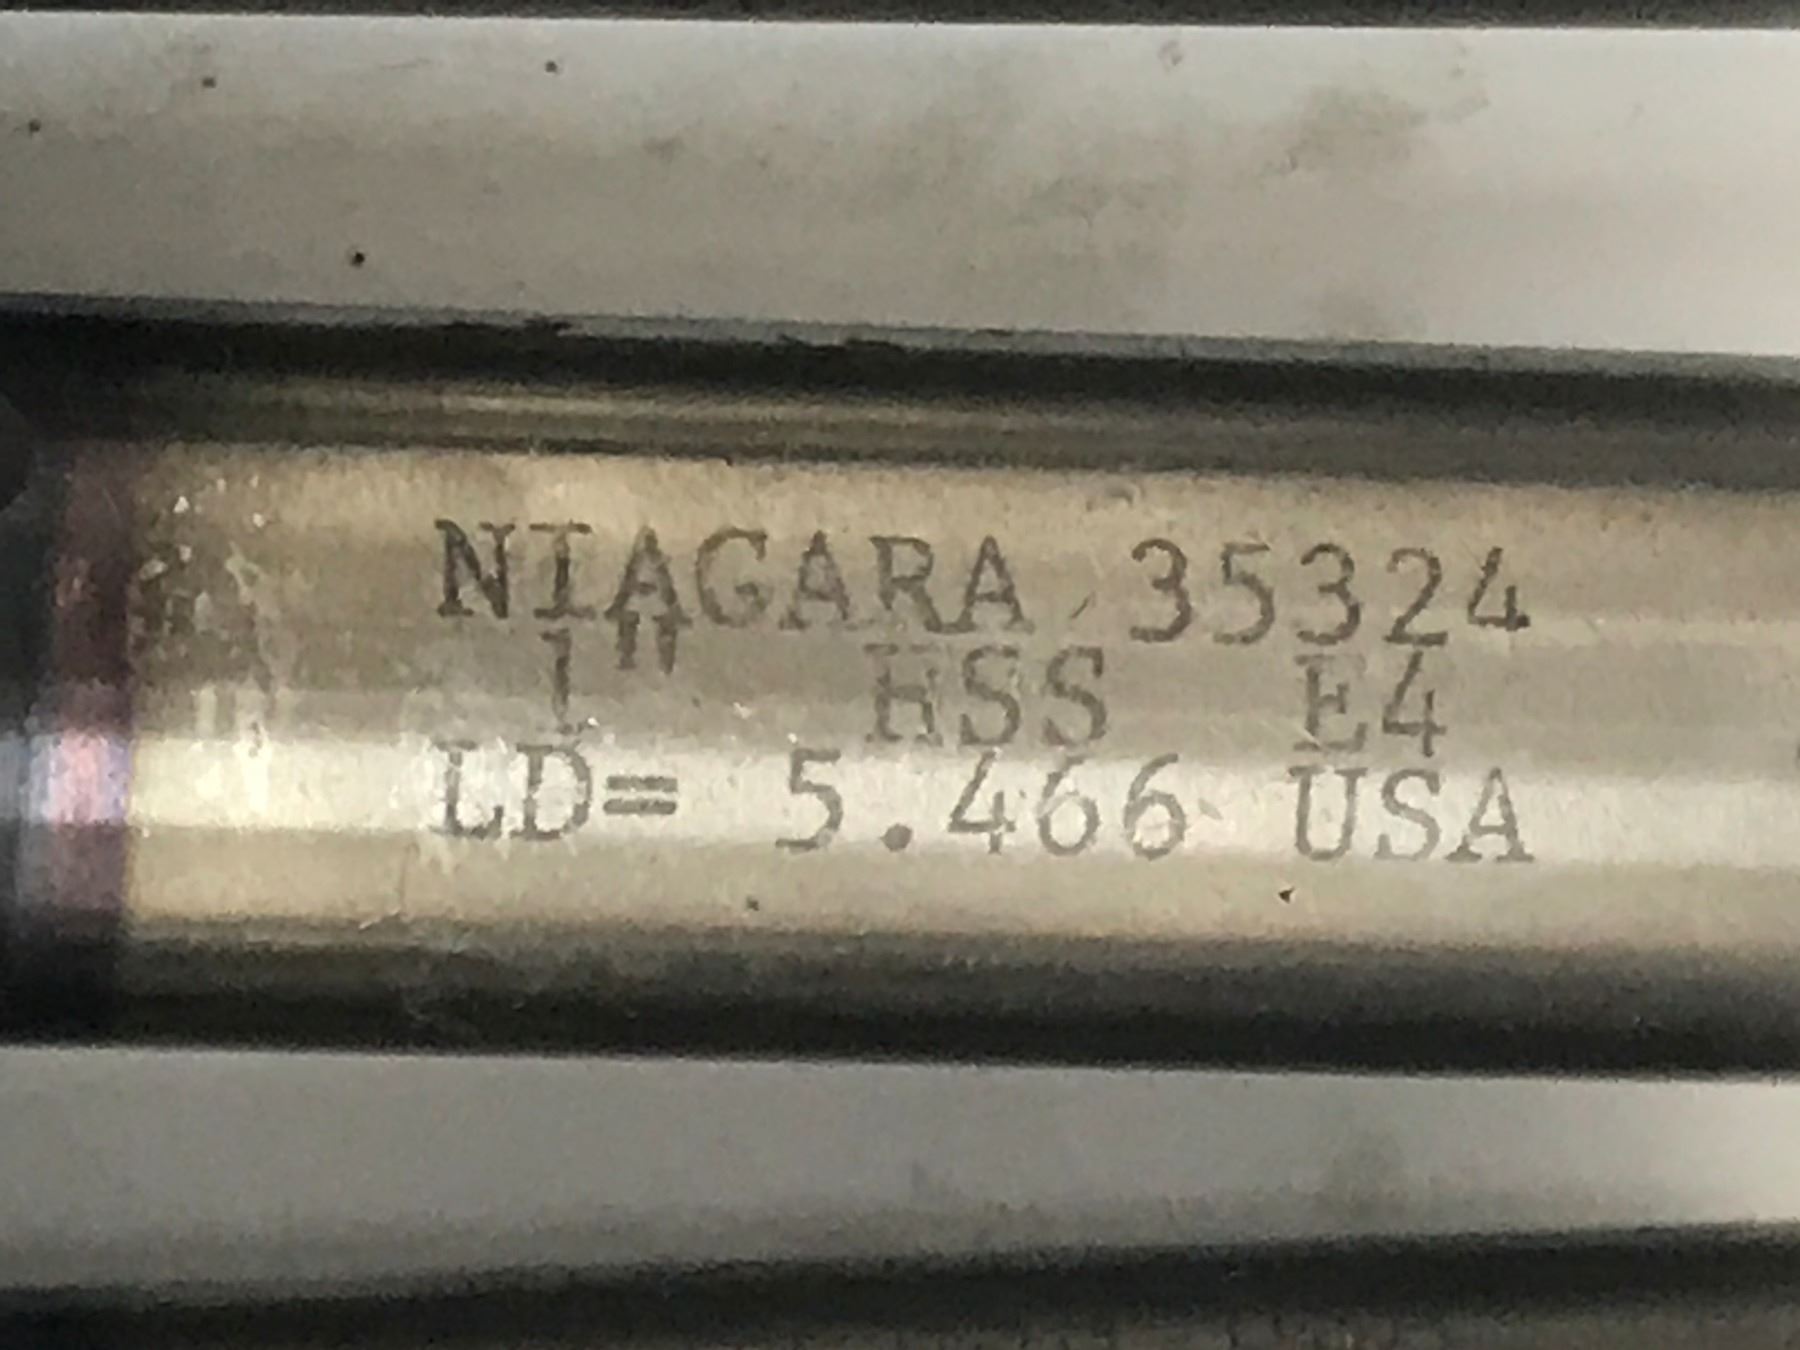 NIAGARA 35324
1" HSS E4
LD= 5.466 USA